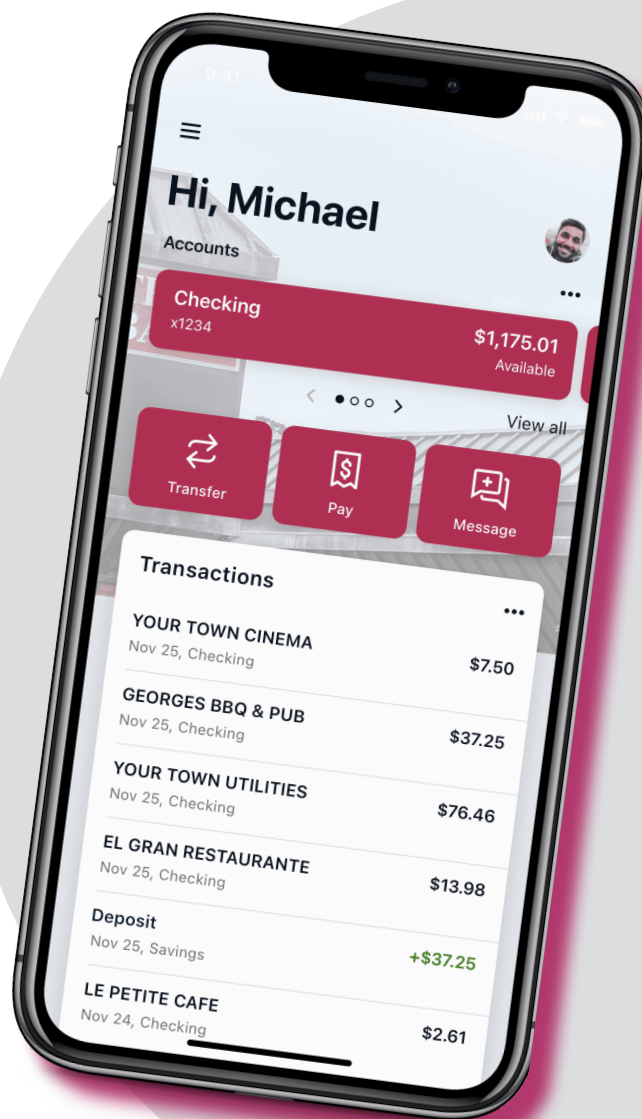 9:41
Hi, Michael
Accounts
Checking
x1234
$1,175.01
Available
View all
Transfer
Pay
Message
Transactions
YOUR TOWN CINEMA
Nov 25, Checking
$7.50
GEORGES BBQ & PUB
Nov 25, Checking
$37.25
YOUR TOWN UTILITIES
Nov 25, Checking
$76.46
EL GRAN RESTAURANTE
Nov 25, Checking
$13.98
Deposit
Nov 25, Savings
+$37.25
LE PETITE CAFE
Nov 24, Checking
$2.61